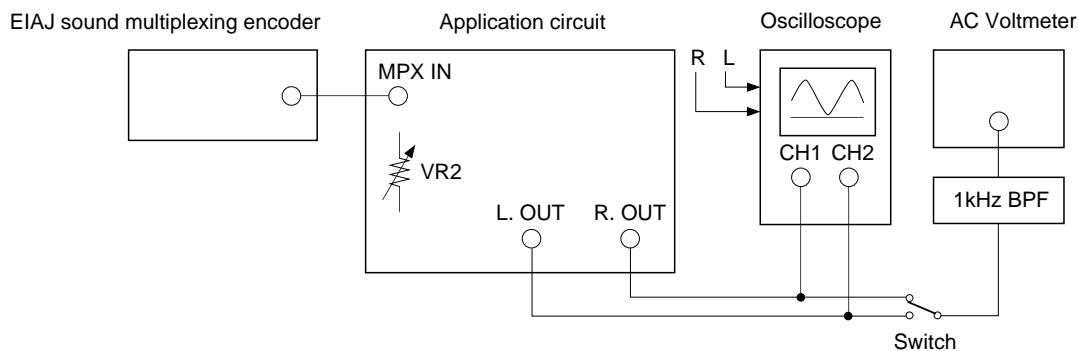 EIAJ sound multiplexing encoder
Application circuit
Oscilloscope
AC Voltmeter
MPX IN
R L
VR2
CH1 CH2
1kHz BPF
L. OUT R. OUT
Switch